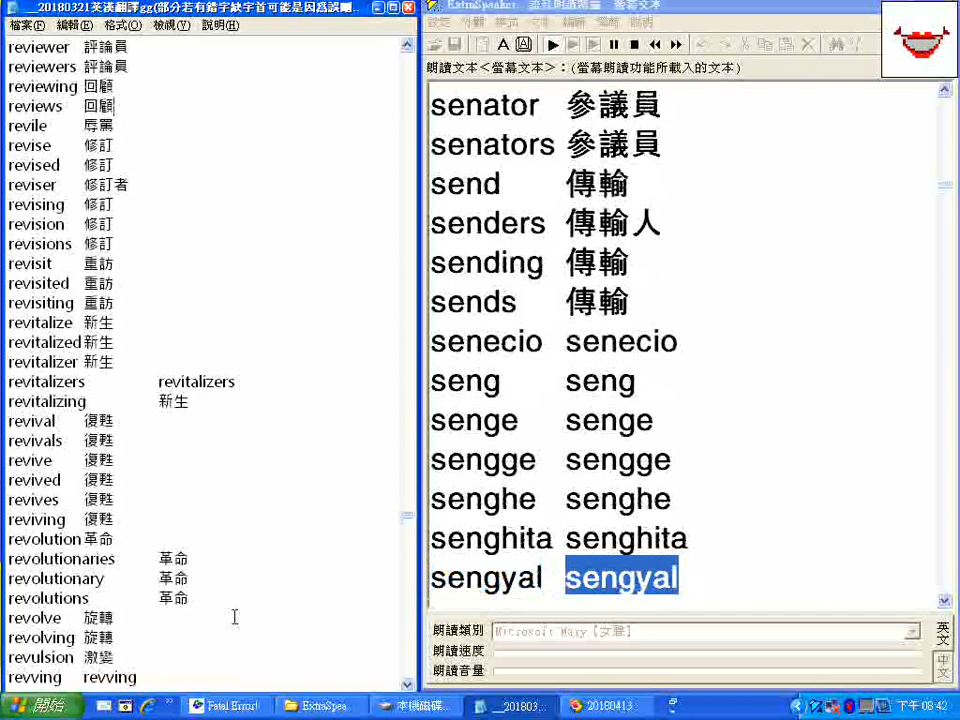 __20180321英漢翻譯gg(部分若有錯字缺字首可能是因為誤刪
檔案(F) 編輯(E) 格式(O) 檢視(V) 說明(H)
reviewer 評論員
reviewers 評論員
reviewing 回顧
reviews 回顧
revile 辱罵
revise 修訂
revised 修訂
reviser 修訂者
revising 修訂
revision 修訂
revisions 修訂
revisit 重訪
revisited 重訪
revisiting 重訪
revitalize 新生
revitalized 新生
revitalizer 新生
revitalizers revitalizers
revitalizing 新生
revival 復甦
revivals 復甦
revive 復甦
revived 復甦
revives 復甦
reviving 復甦
revolution 革命
revolutionaries 革命
revolutionary 革命
revolutions 革命
revolve 旋轉
revolving 旋轉
revulsion 激變
revving revving
ExtraSpeaker
朗讀文本<螢幕文本>:(螢幕朗讀功能所載入的文本)
senator 參議員
senators 參議員
send 傳輸
senders 傳輸人
sending 傳輸
sends 傳輸
senecio senecio
seng seng
senge senge
sengge sengge
senghe senghe
senghita senghita
sengyal sengyal
朗讀類別 Microsoft Mary【女聲】
朗讀速度
朗讀音量
英文
中文
開始
Fatal Error!
ExtraSpea...
本機磁碟...
__201803...
20180413
下午 08:42